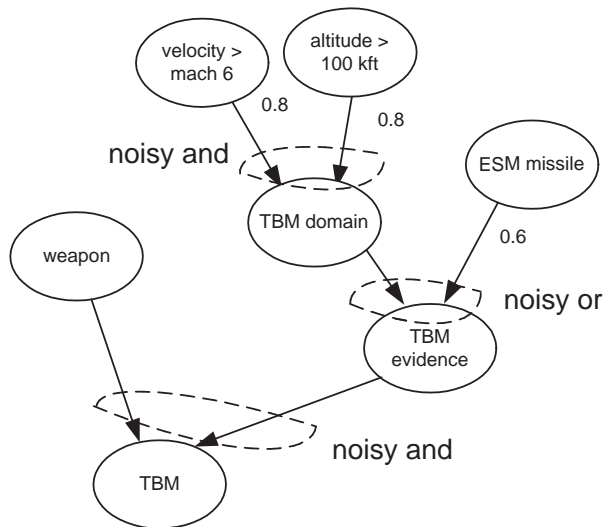 velocity >
mach 6
altitude >
100 kft
0.8
0.8
noisy and
ESM missile
TBM domain
0.6
weapon
noisy or
TBM
evidence
noisy and
TBM